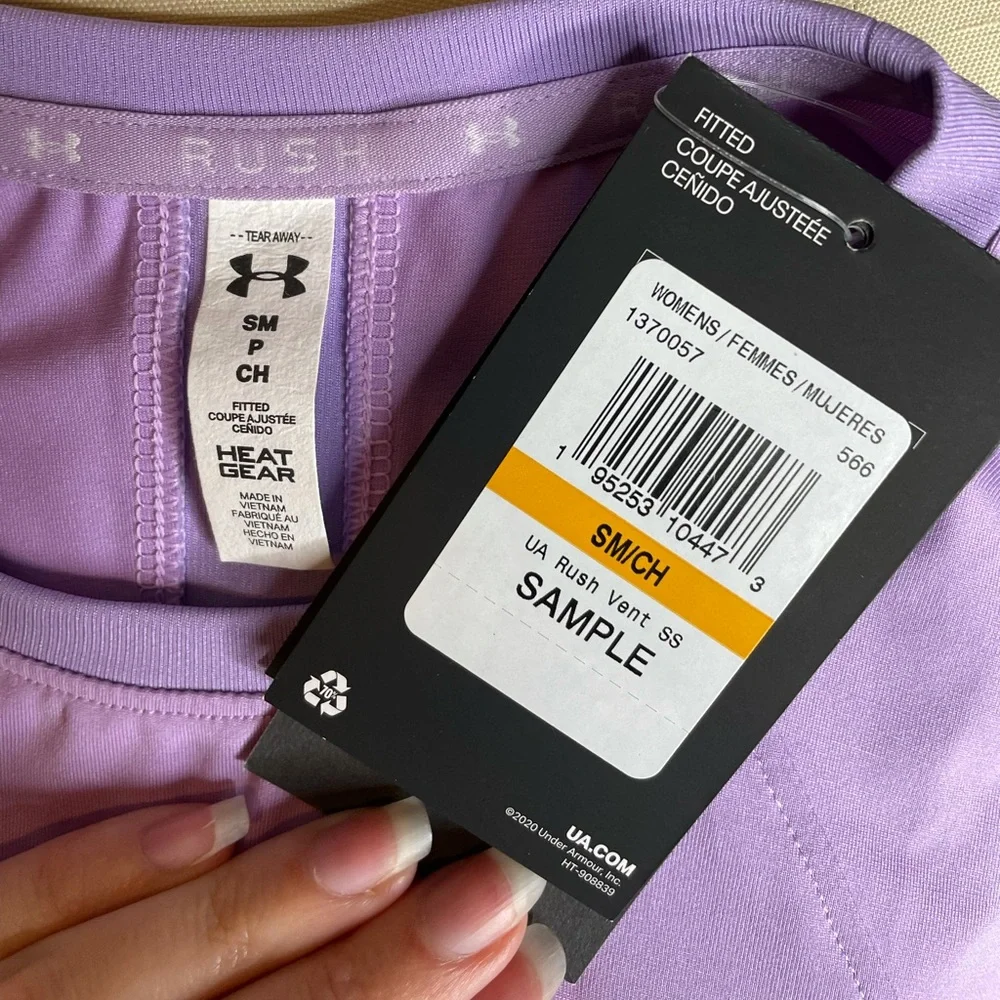 RUSH
R
--TEAR AWAY--
SM
P
CH
FITTED
COUPE AJUSTÉE
CEÑIDO
HEAT
GEAR
MADE IN
VIETNAM
FABRIQUÉ AU
VIETNAM
HECHO EN
VIETNAM
FITTED
COUPE AJUSTEÉE
CEÑIDO
WOMENS/FEMMES/MUJERES
1370057 566
1 95253 10447 3
SM/CH
UA Rush Vent SS
SAMPLE
70%
UA.COM
©2020 Under Armour, Inc.
HT-908839